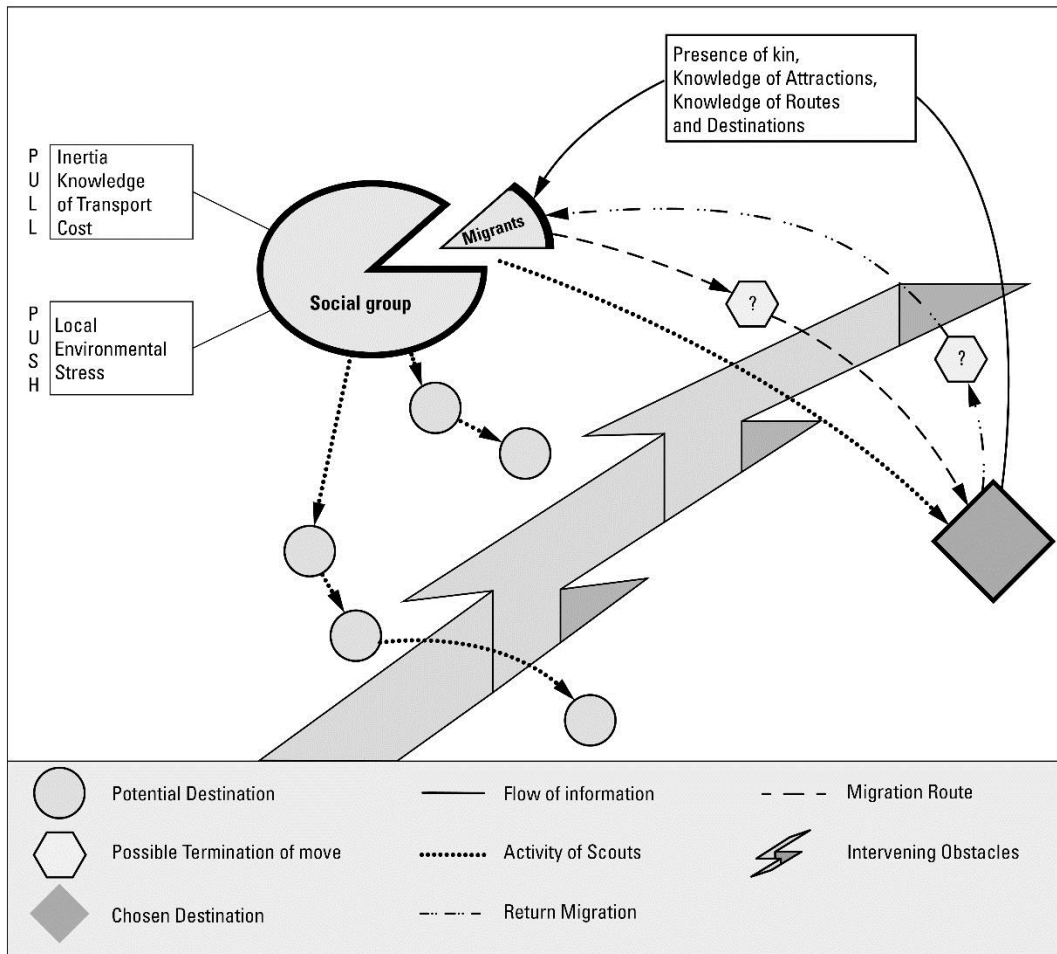 Presence of kin,
Knowledge of Attractions,
Knowledge of Routes
and Destinations
PULL
Inertia
Knowledge
of Transport
Cost
Migrants
?
Social group
PUSH
Local
Environmental
Stress
?
Potential Destination
Flow of information
Migration Route
Possible Termination of move
Activity of Scouts
Intervening Obstacles
Chosen Destination
Return Migration